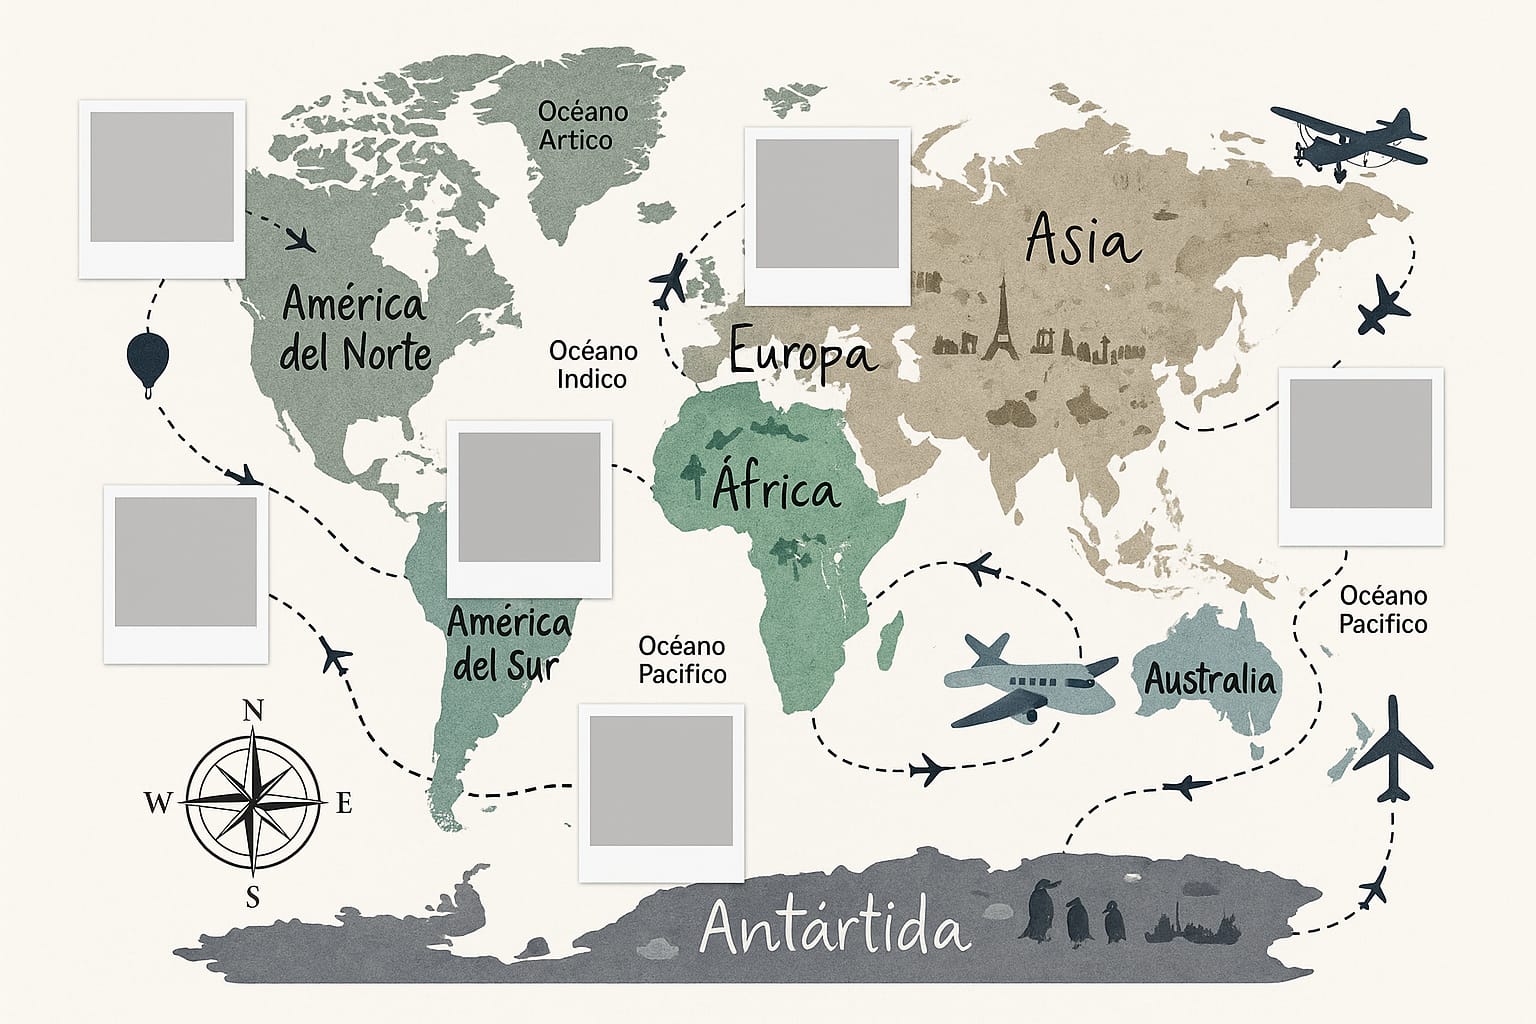 Océano
Artico
Asia
América
del Norte
Océano
Indico
Europa
África
América
del Sur
Océano
Pacifico
Océano
Pacifico
Australia
N
W
E
S
Antártida